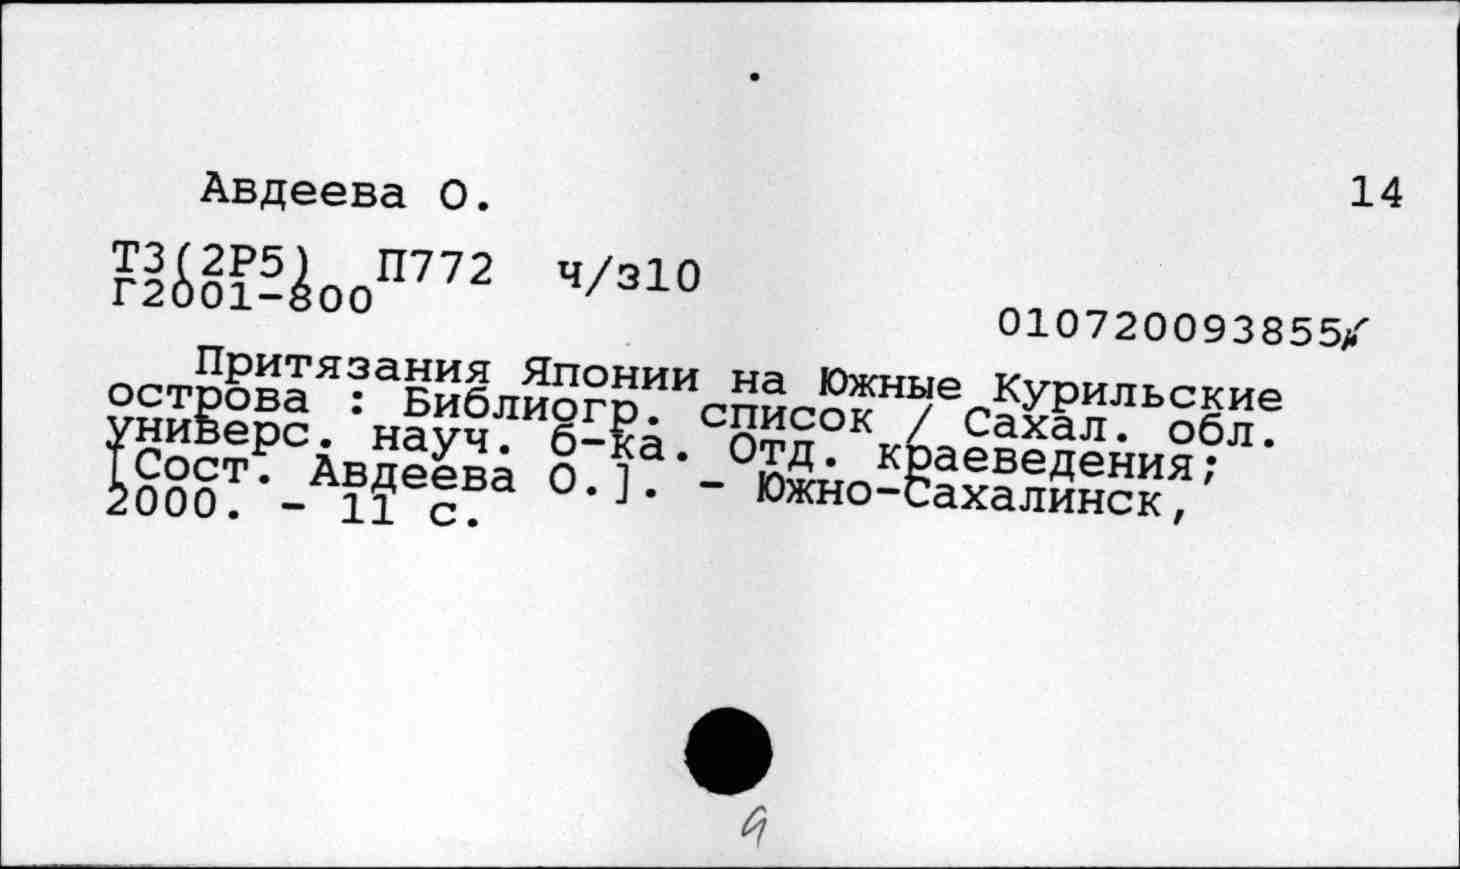 Авдеева О. 14
Т3(2Р5) П772 Ч/з10
Г2001-800
010720093855
Притязания Японии на Южные Курильские
острова : Библиогр. список / Сахал. обл.
универс. науч. б-ка. Отд. краеведения;
[Сост. Авдеева О.]. - Южно-Сахалинск,
2000. - 11 с.